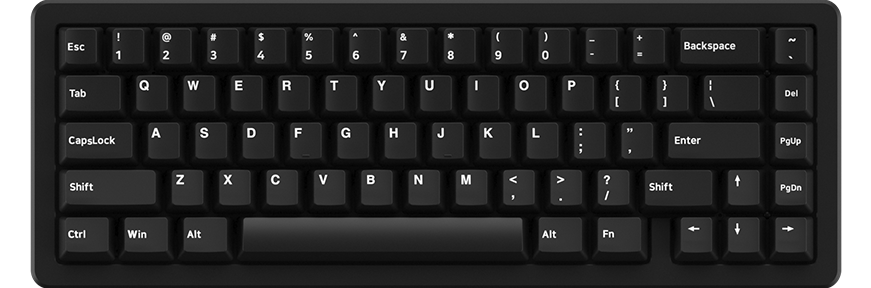 Esc ! 1 @ 2 # 3 $ 4 % 5 ^ 6 & 7 * 8 ( 9 ) 0 _ - + = Backspace ~ `
Tab Q W E R T Y U I O P { [ } ] ¦ \ Del
CapsLock A S D F G H J K L : ; ” , Enter PgUp
Shift Z X C V B N M < , > . ? / Shift ↑ PgDn
Ctrl Win Alt Alt Fn ← ↓ →